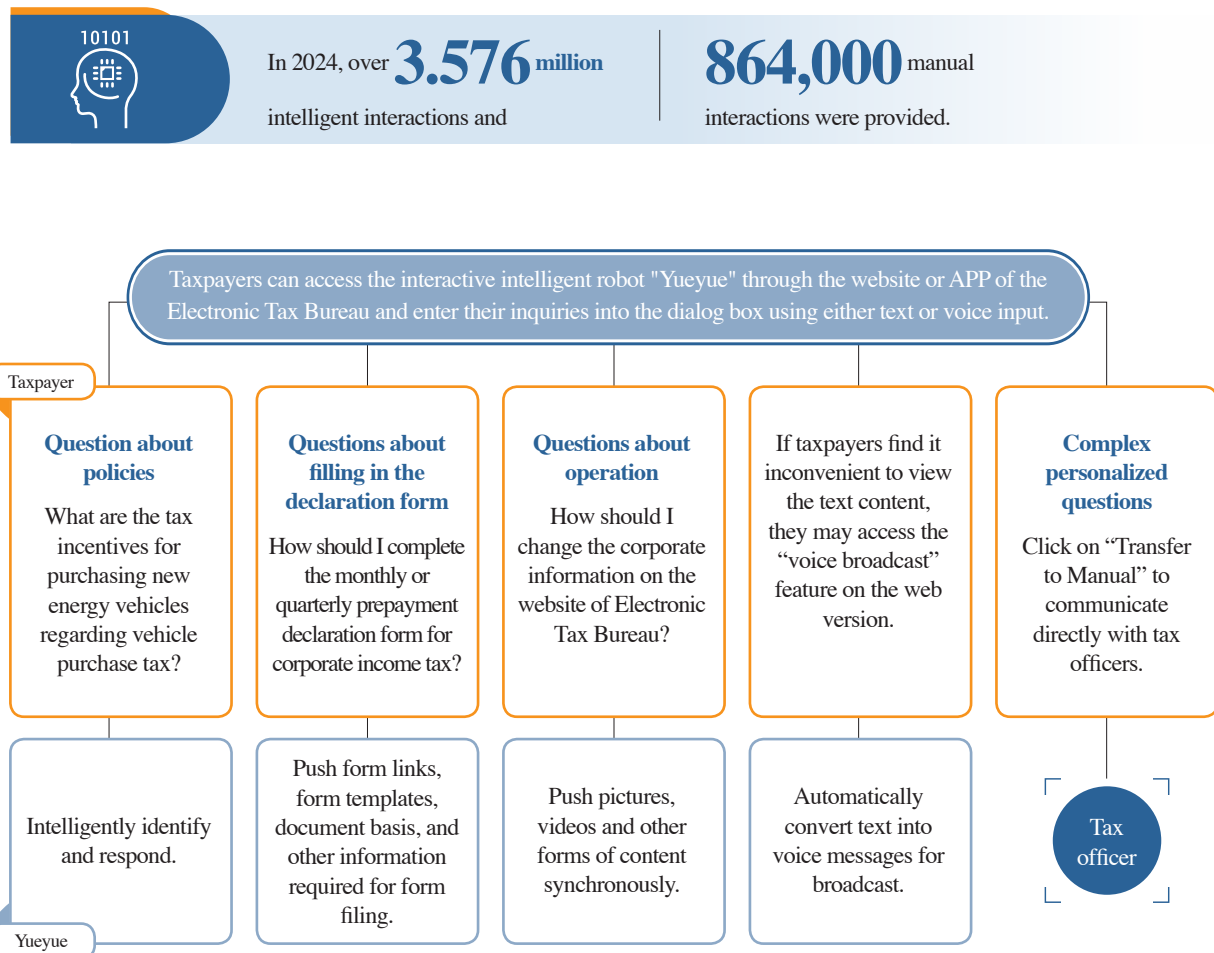 10101
In 2024, over 3.576 million
intelligent interactions and
864,000 manual
interactions were provided.
Taxpayers can access the interactive intelligent robot "Yueyue" through the website or APP of the
Electronic Tax Bureau and enter their inquiries into the dialog box using either text or voice input.
Taxpayer
Question about
policies
What are the tax
incentives for
purchasing new
energy vehicles
regarding vehicle
purchase tax?
Questions about
filling in the
declaration form
How should I complete
the monthly or
quarterly prepayment
declaration form for
corporate income tax?
Questions about
operation
How should I
change the corporate
information on the
website of Electronic
Tax Bureau?
If taxpayers find it
inconvenient to view
the text content,
they may access the
“voice broadcast”
feature on the web
version.
Complex
personalized
questions
Click on “Transfer
to Manual” to
communicate
directly with tax
officers.
Intelligently identify
and respond.
Push form links,
form templates,
document basis, and
other information
required for form
filing.
Push pictures,
videos and other
forms of content
synchronously.
Automatically
convert text into
voice messages for
broadcast.
Tax
officer
Yueyue